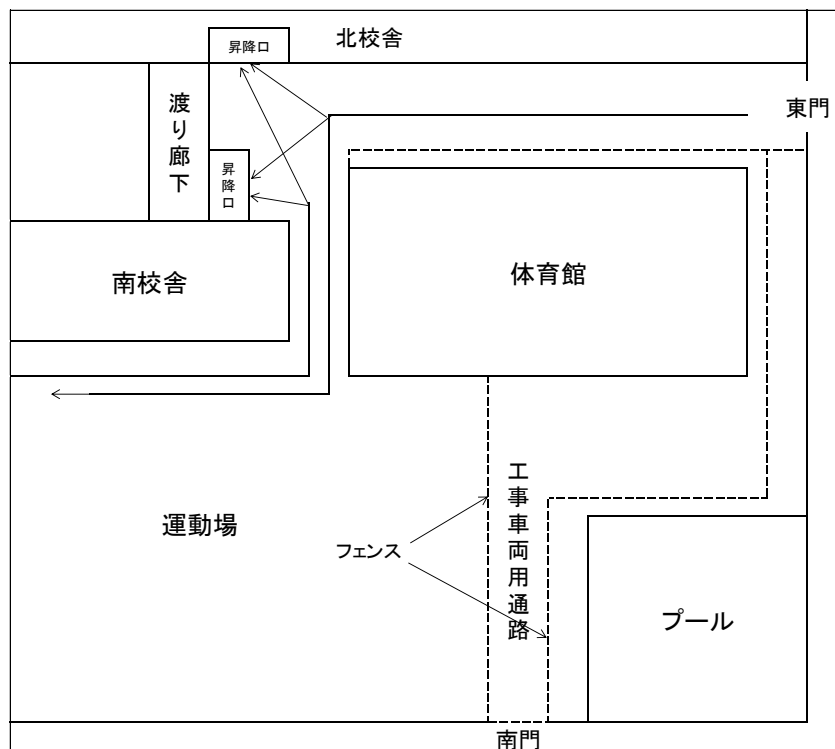 昇降口
北校舎
東門
渡り廊下
昇降口
南校舎
体育館
工事車両用通路
運動場
フェンス
プール
南門